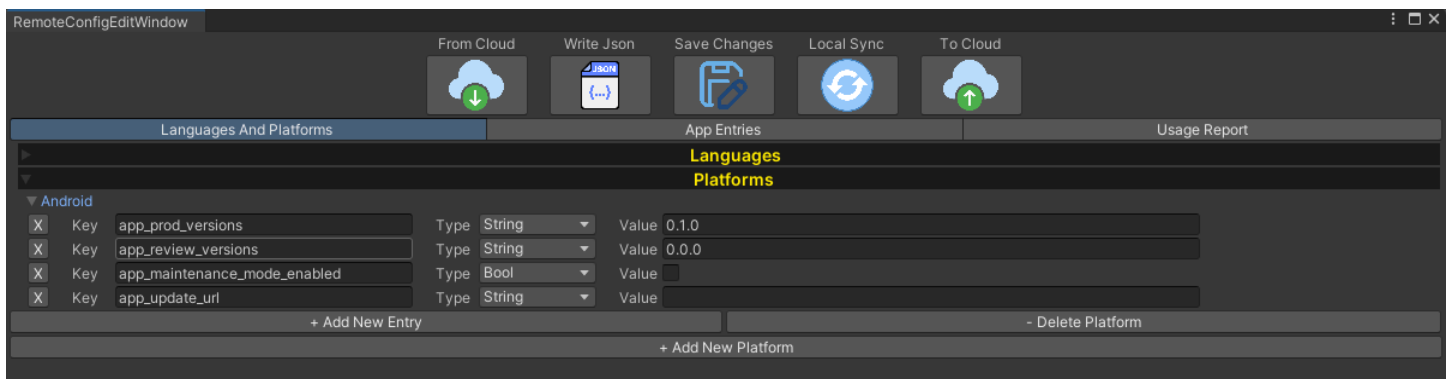 RemoteConfigEditWindow
From Cloud Write Json Save Changes Local Sync To Cloud
JSON
{...}
Languages And Platforms App Entries Usage Report
Languages
Platforms
Android
X Key app_prod_versions Type String Value 0.1.0
X Key app_review_versions Type String Value 0.0.0
X Key app_maintenance_mode_enabled Type Bool Value
X Key app_update_url Type String Value
+ Add New Entry - Delete Platform
+ Add New Platform